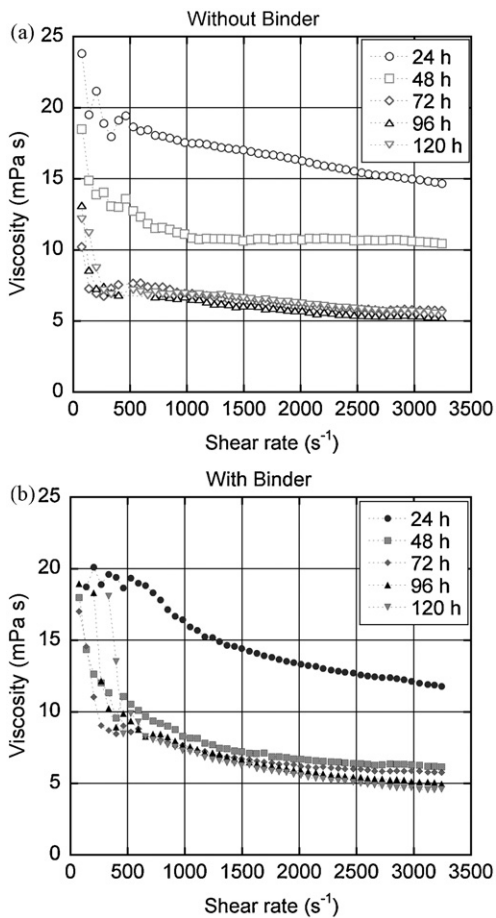 Without Binder
(a)
25
20
15
10
5
0
Viscosity (mPa s)
24 h
48 h
72 h
96 h
120 h
0 500 1000 1500 2000 2500 3000 3500
Shear rate (s⁻¹)
With Binder
(b)
25
20
15
10
5
0
Viscosity (mPa s)
24 h
48 h
72 h
96 h
120 h
0 500 1000 1500 2000 2500 3000 3500
Shear rate (s⁻¹)